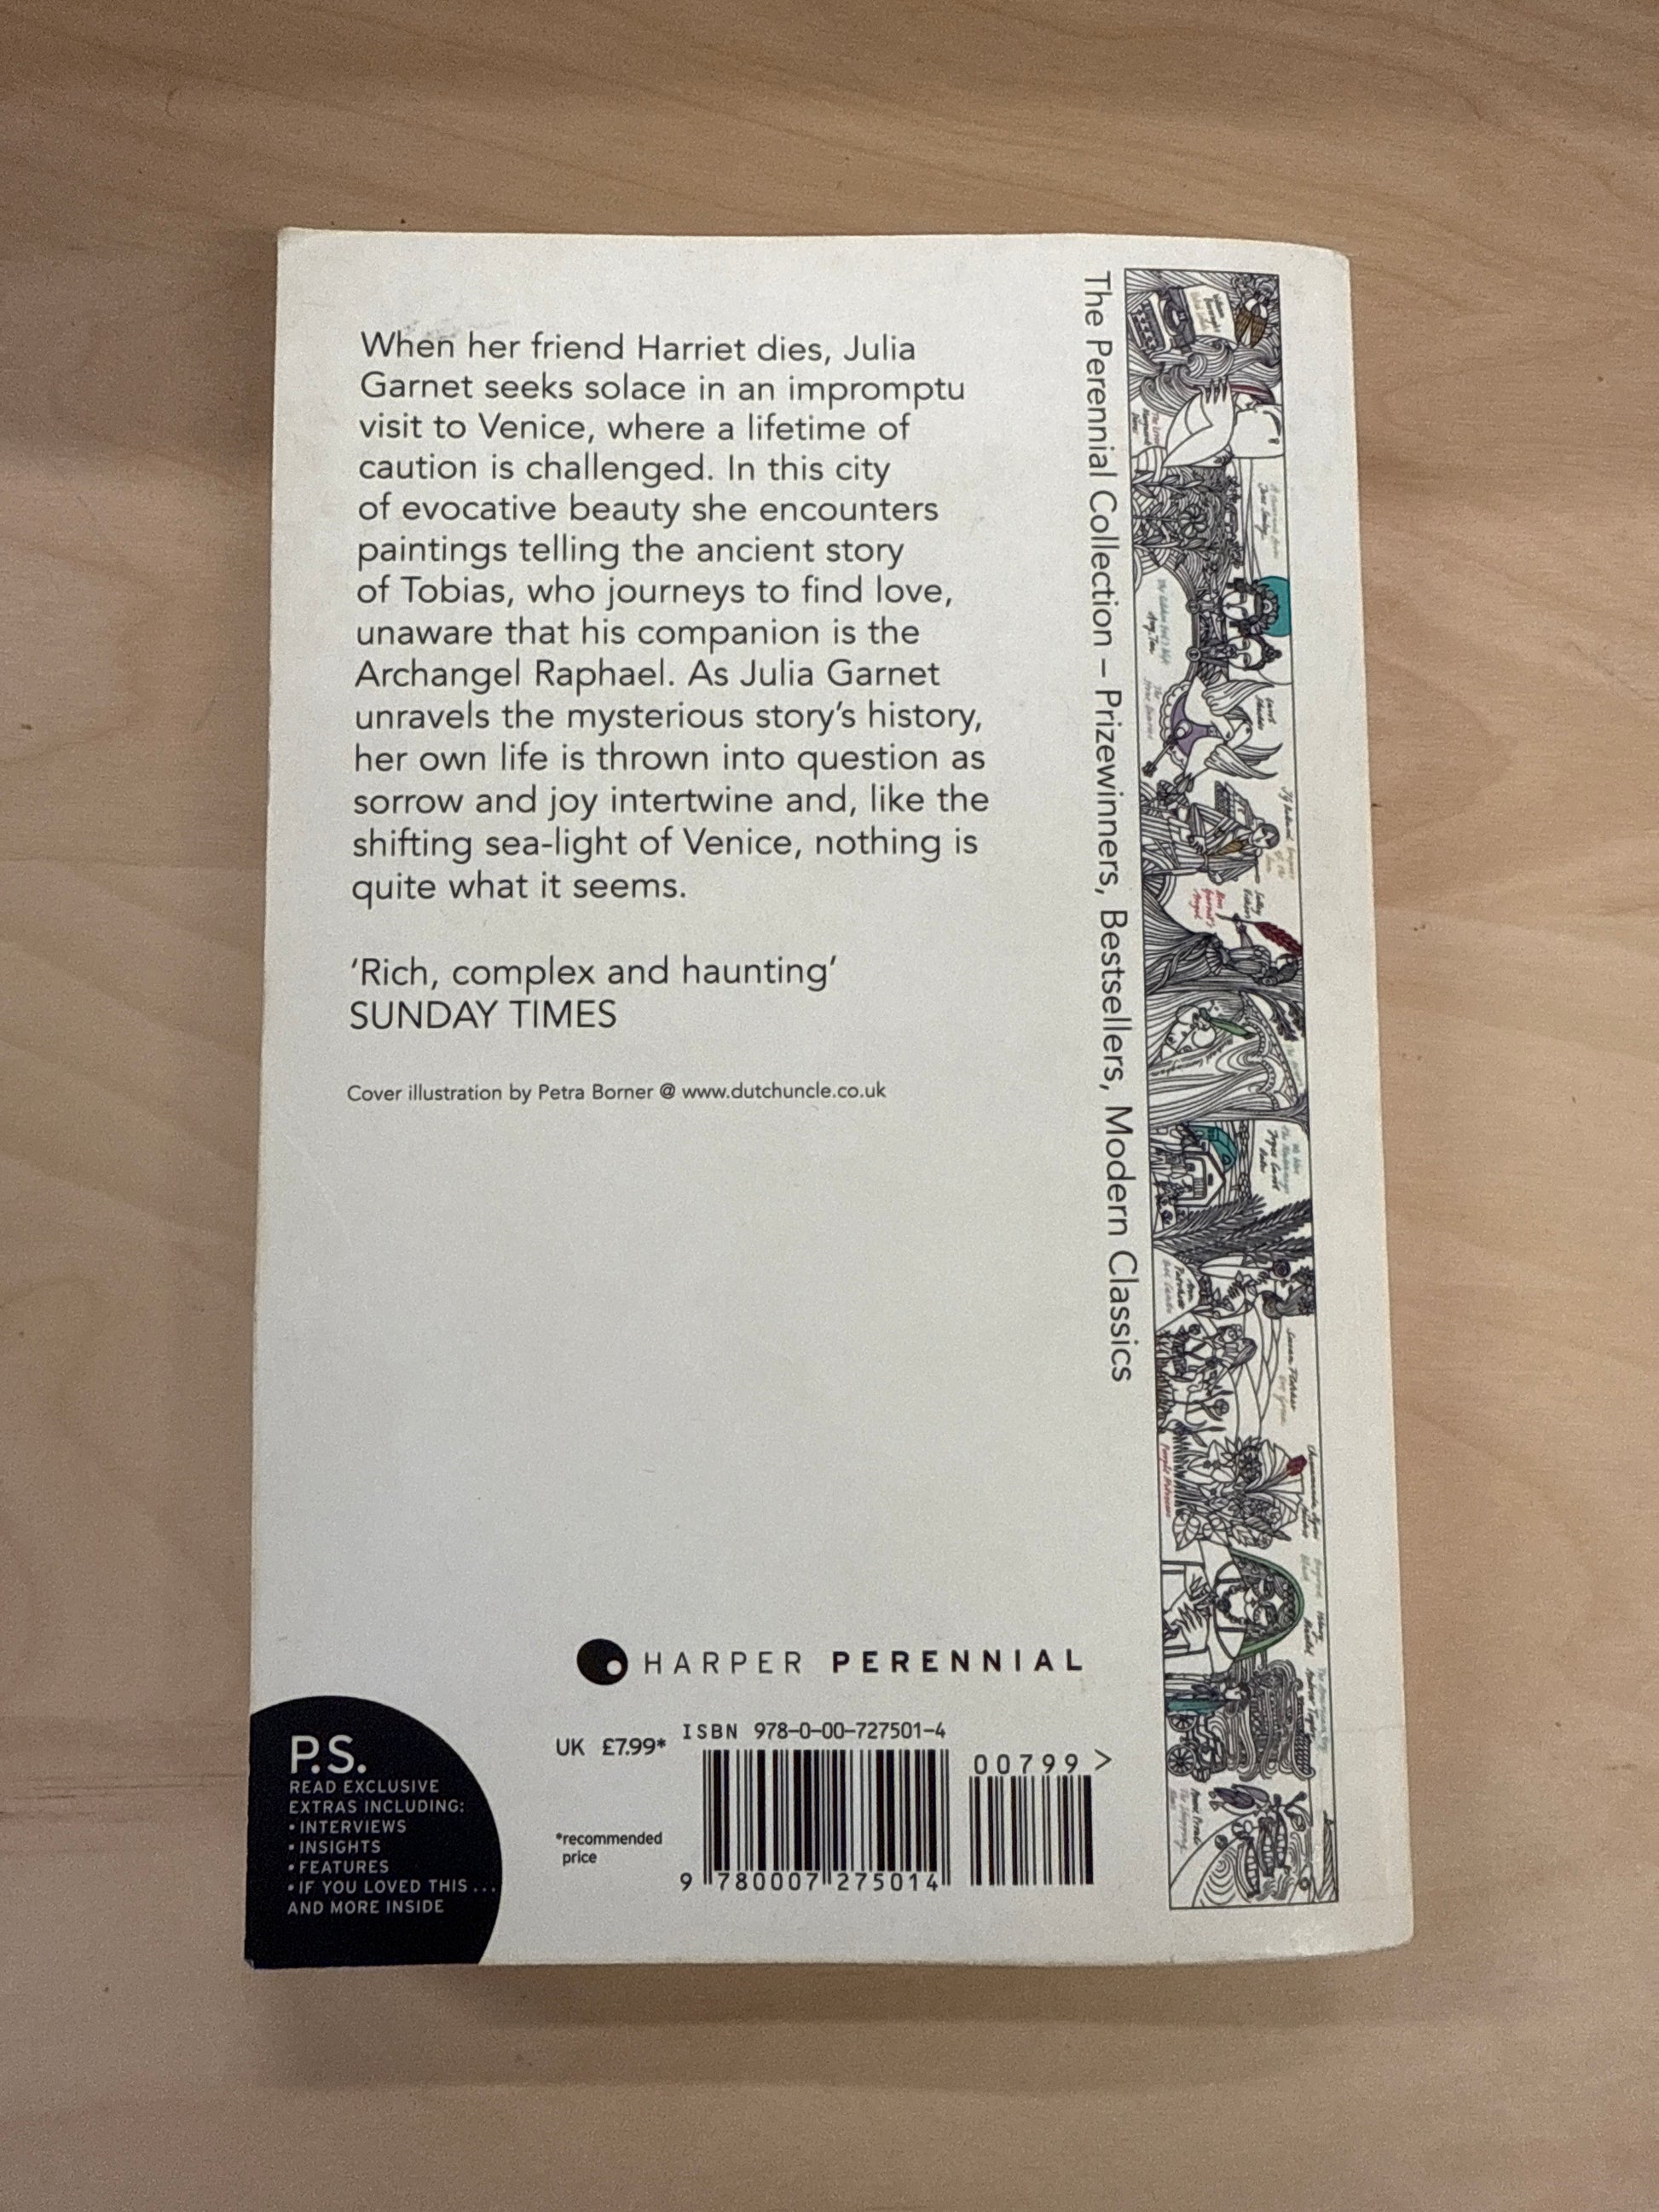 When her friend Harriet dies, Julia
Garnet seeks solace in an impromptu
visit to Venice, where a lifetime of
caution is challenged. In this city
of evocative beauty she encounters
paintings telling the ancient story
of Tobias, who journeys to find love,
unaware that his companion is the
Archangel Raphael. As Julia Garnet
unravels the mysterious story's history,
her own life is thrown into question as
sorrow and joy intertwine and, like the
shifting sea-light of Venice, nothing is
quite what it seems.
‘Rich, complex and haunting’
SUNDAY TIMES
Cover illustration by Petra Borner @ www.dutchuncle.co.uk
The Perennial Collection – Prizewinners, Bestsellers, Modern Classics
Amy Tan
Miss
Garnet's
Angel
Purple Hibiscus
HARPER PERENNIAL
P.S.
READ EXCLUSIVE
EXTRAS INCLUDING:
• INTERVIEWS
• INSIGHTS
• FEATURES
• IF YOU LOVED THIS ...
AND MORE INSIDE
UK £7.99*
*recommended
price
ISBN 978-0-00-727501-4
00799 >
9 780007 275014